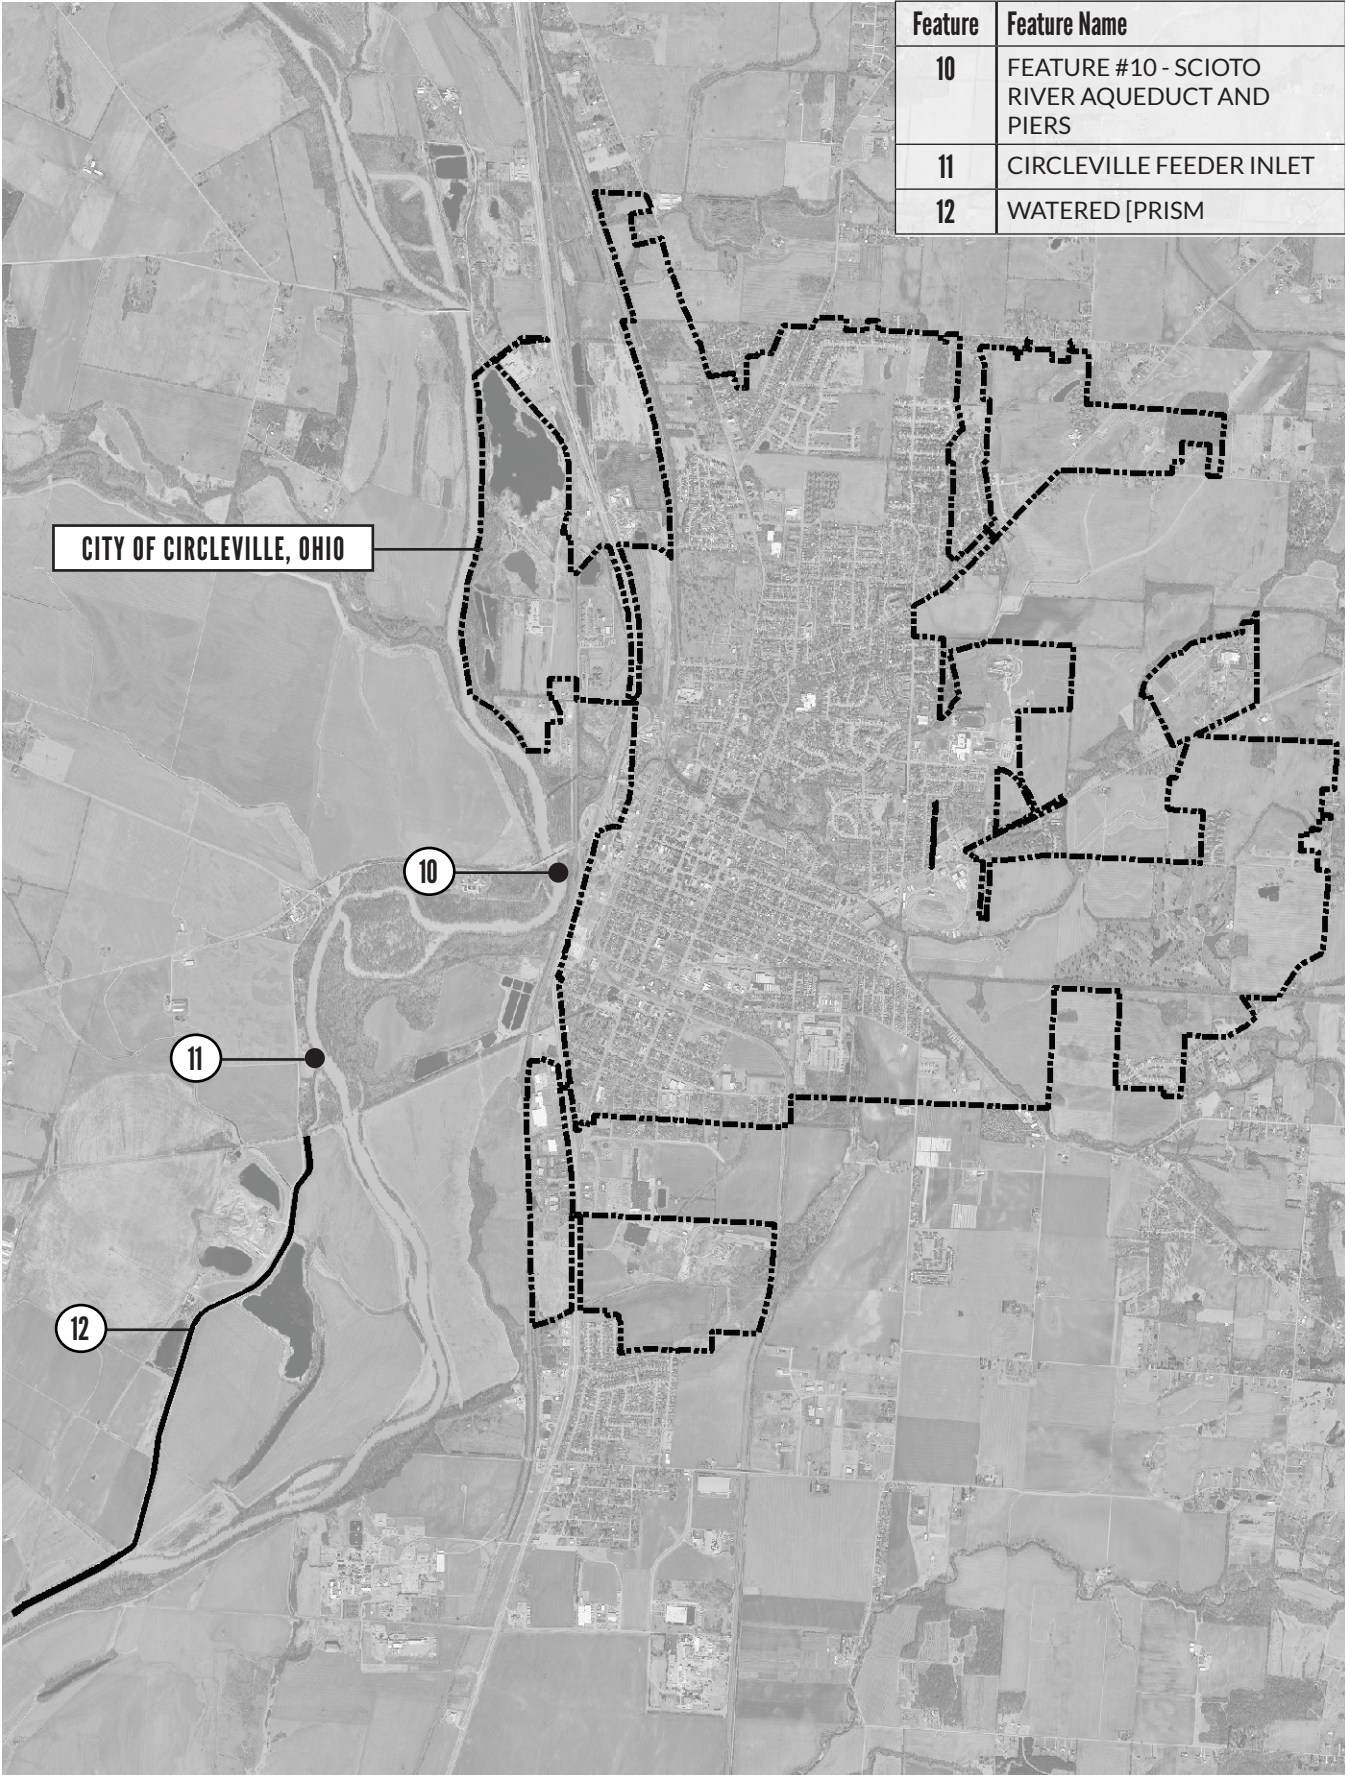 Feature Feature Name
10 FEATURE #10 - SCIOTO
RIVER AQUEDUCT AND
PIERS
11 CIRCLEVILLE FEEDER INLET
12 WATERED [PRISM
CITY OF CIRCLEVILLE, OHIO
10
11
12